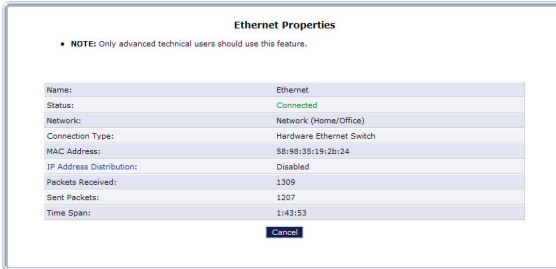 Ethernet Properties
• NOTE: Only advanced technical users should use this feature.
Name: Ethernet
Status: Connected
Network: Network (Home/Office)
Connection Type: Hardware Ethernet Switch
MAC Address: 58:98:35:19:2b:24
IP Address Distribution: Disabled
Packets Received: 1309
Sent Packets: 1207
Time Span: 1:43:53
Cancel